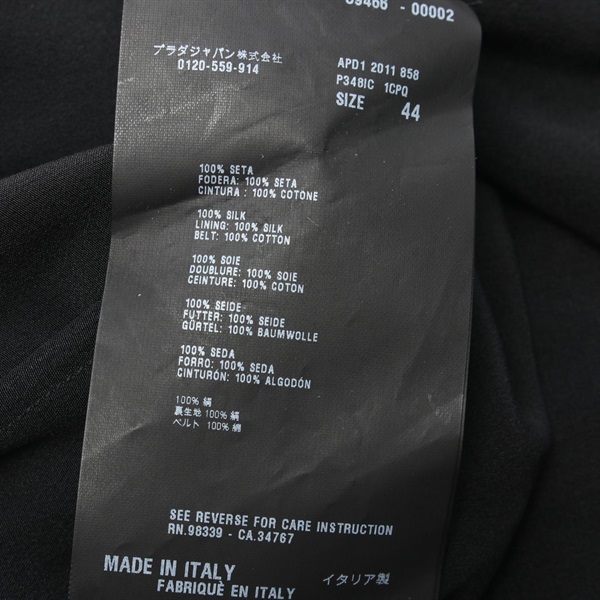 プラダジャパン株式会社
0120-559-914
- 00002
APD1 2011 858
P348IC 1CPQ
SIZE 44
100% SETA
FODERA: 100% SETA
CINTURA : 100% COTONE
100% SILK
LINING: 100% SILK
BELT: 100% COTTON
100% SOIE
DOUBLURE: 100% SOIE
CEINTURE: 100% COTON
100% SEIDE
FUTTER: 100% SEIDE
GÜRTEL: 100% BAUMWOLLE
100% SEDA
FORRO: 100% SEDA
CINTURÓN: 100% ALGODÓN
100% 絹
裏生地 100% 絹
ベルト 100% 綿
SEE REVERSE FOR CARE INSTRUCTION
RN.98339 - CA.34767
MADE IN ITALY
FABRIQUÉ EN ITALY
イタリア製